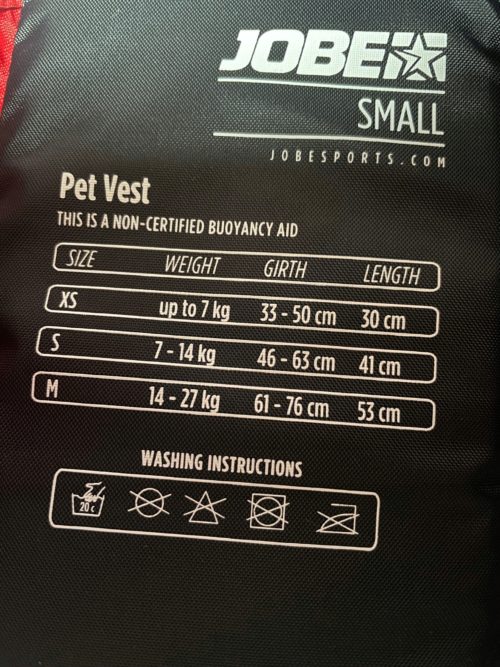 JOBE
SMALL
JOBESPORTS.COM
Pet Vest
THIS IS A NON-CERTIFIED BUOYANCY AID
SIZE WEIGHT GIRTH LENGTH
XS up to 7 kg 33 - 50 cm 30 cm
S 7 - 14 kg 46 - 63 cm 41 cm
M 14 - 27 kg 61 - 76 cm 53 cm
WASHING INSTRUCTIONS
20 c